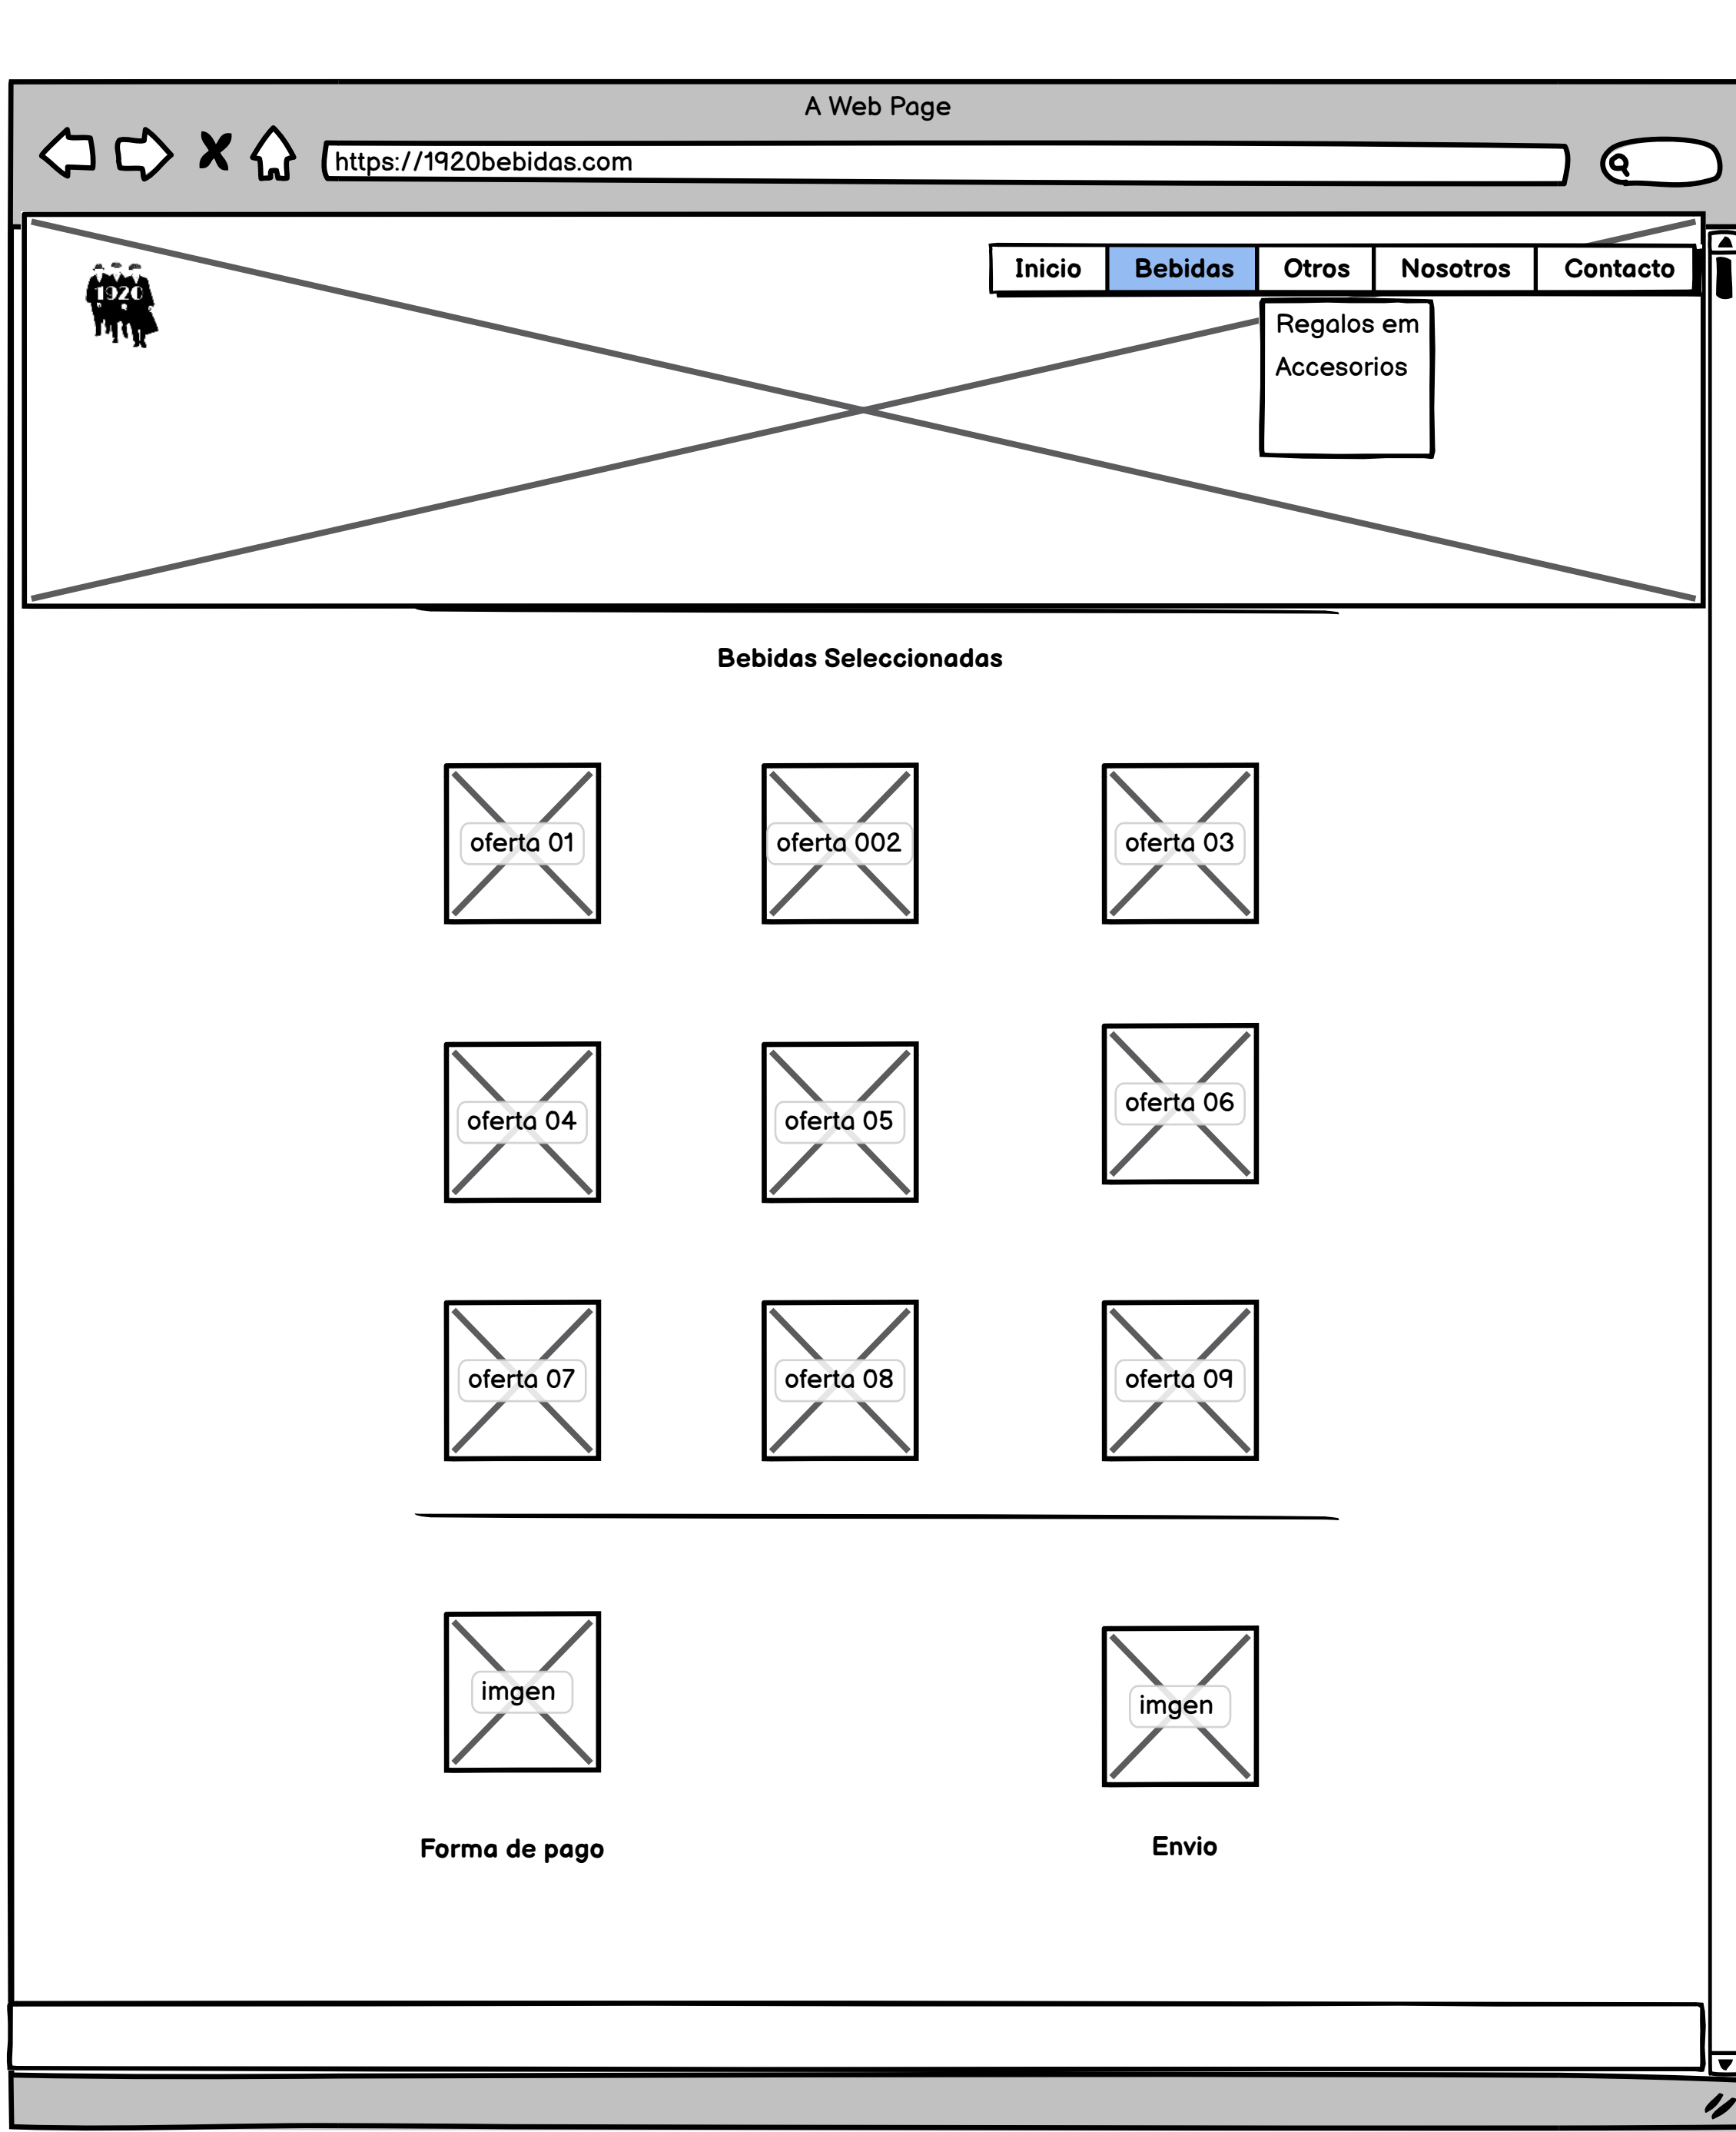 A Web Page
https://1920bebidas.com
1920
Inicio Bebidas Otros Nosotros Contacto
Regalos em
Accesorios
Bebidas Seleccionadas
oferta 01 oferta 002 oferta 03
oferta 04 oferta 05 oferta 06
oferta 07 oferta 08 oferta 09
imgen imgen
Forma de pago Envio